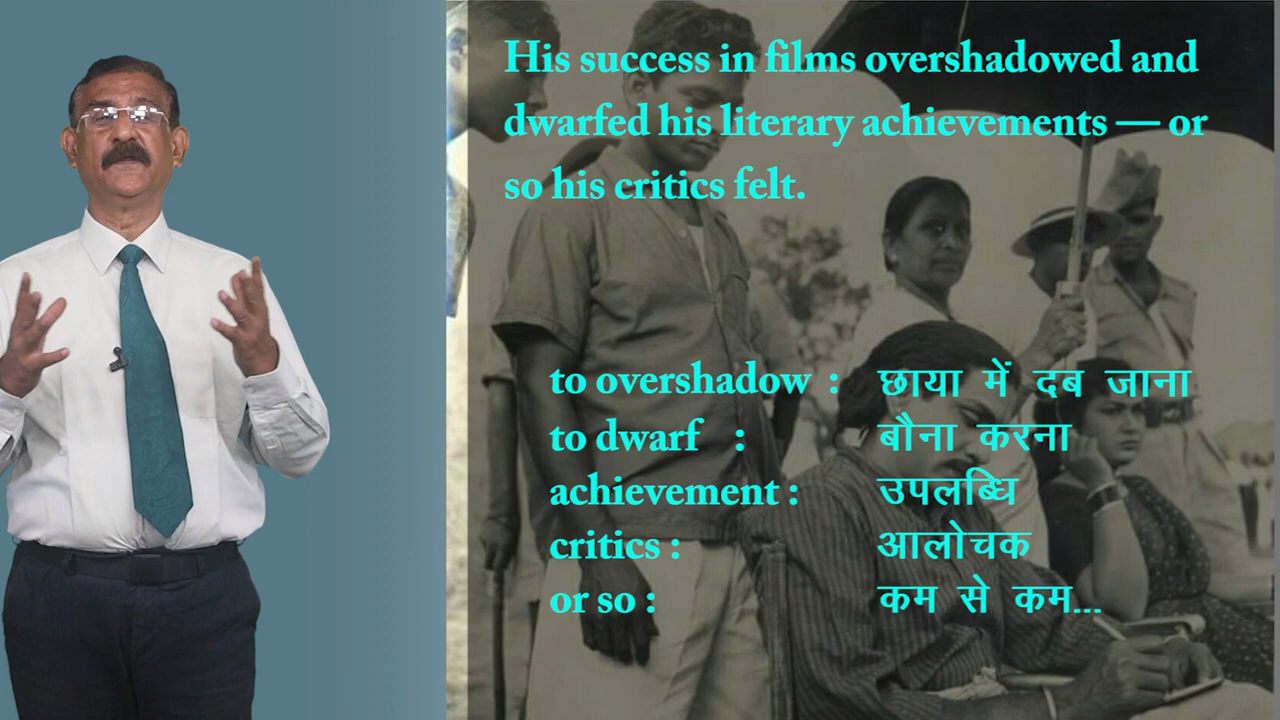 His success in films overshadowed and
dwarfed his literary achievements — or
so his critics felt.
to overshadow : छाया में दब जाना
to dwarf : बौना करना
achievement : उपलब्धि
critics : आलोचक
or so : कम से कम...